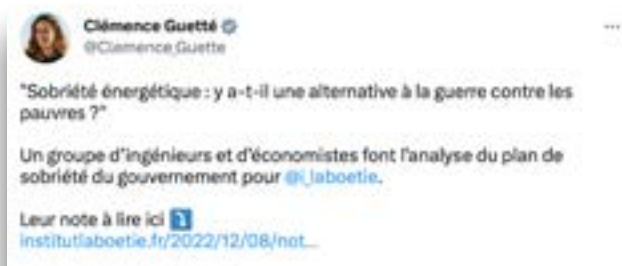 Clémence Guetté
@Clemence_Guette
"Sobriété énergétique : y a-t-il une alternative à la guerre contre les
pauvres ?"
Un groupe d'ingénieurs et d'économistes font l'analyse du plan de
sobriété du gouvernement pour @i_laboetie.
Leur note à lire ici ⤵️
institutlaboetie.fr/2022/12/08/not...